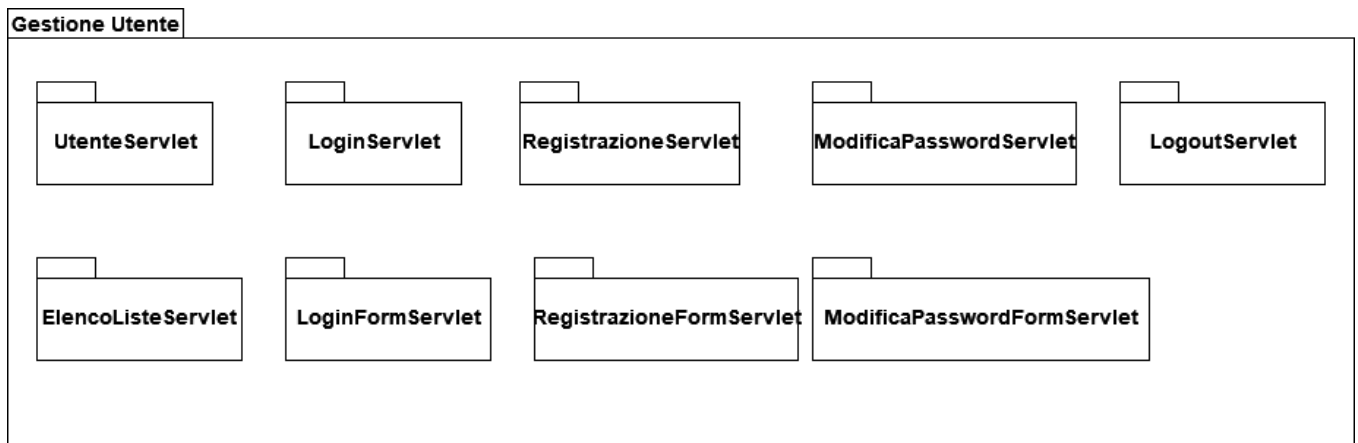 Gestione Utente
UtenteServlet
LoginServlet
RegistrazioneServlet
ModificaPasswordServlet
LogoutServlet
ElencoListeServlet
LoginFormServlet
RegistrazioneFormServlet
ModificaPasswordFormServlet